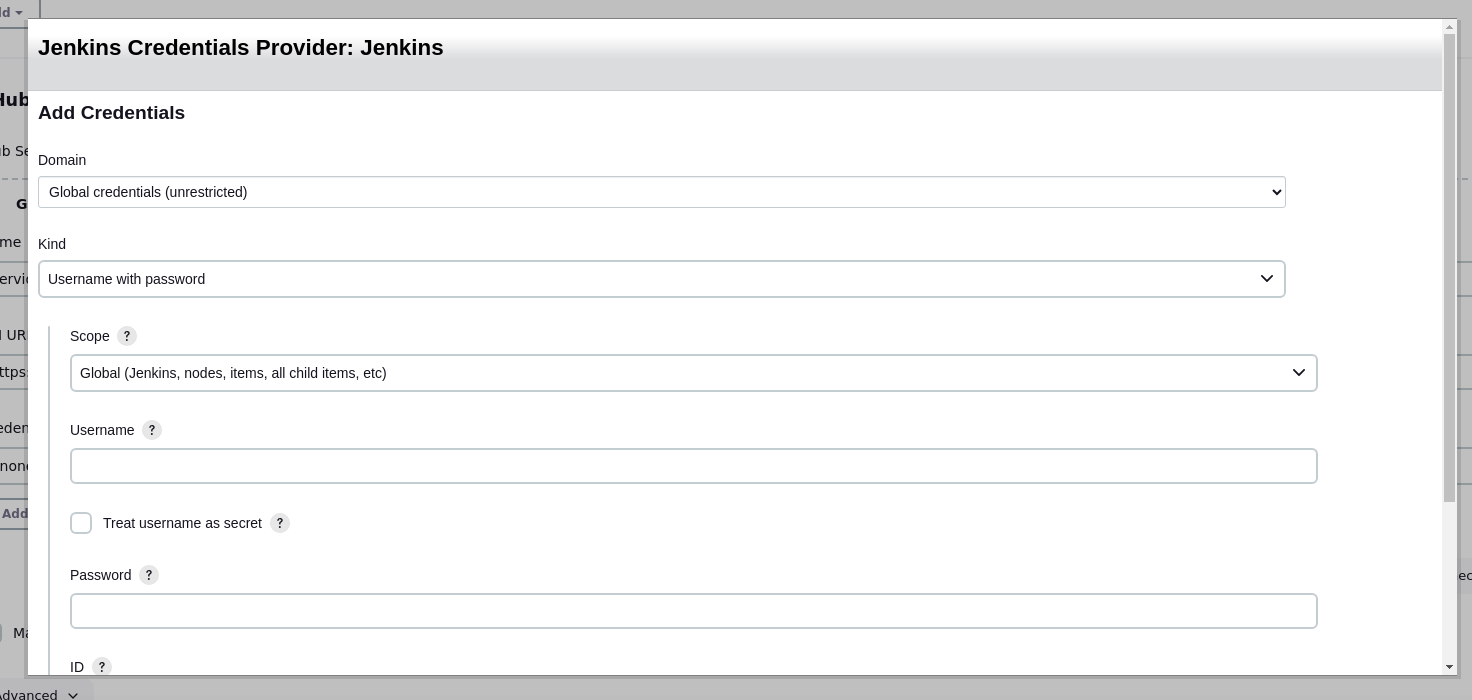 Jenkins Credentials Provider: Jenkins
Add Credentials
Domain
Global credentials (unrestricted)
Kind
Username with password
Scope ?
Global (Jenkins, nodes, items, all child items, etc)
Username ?
Treat username as secret ?
Password ?
ID ?
Add
Advanced